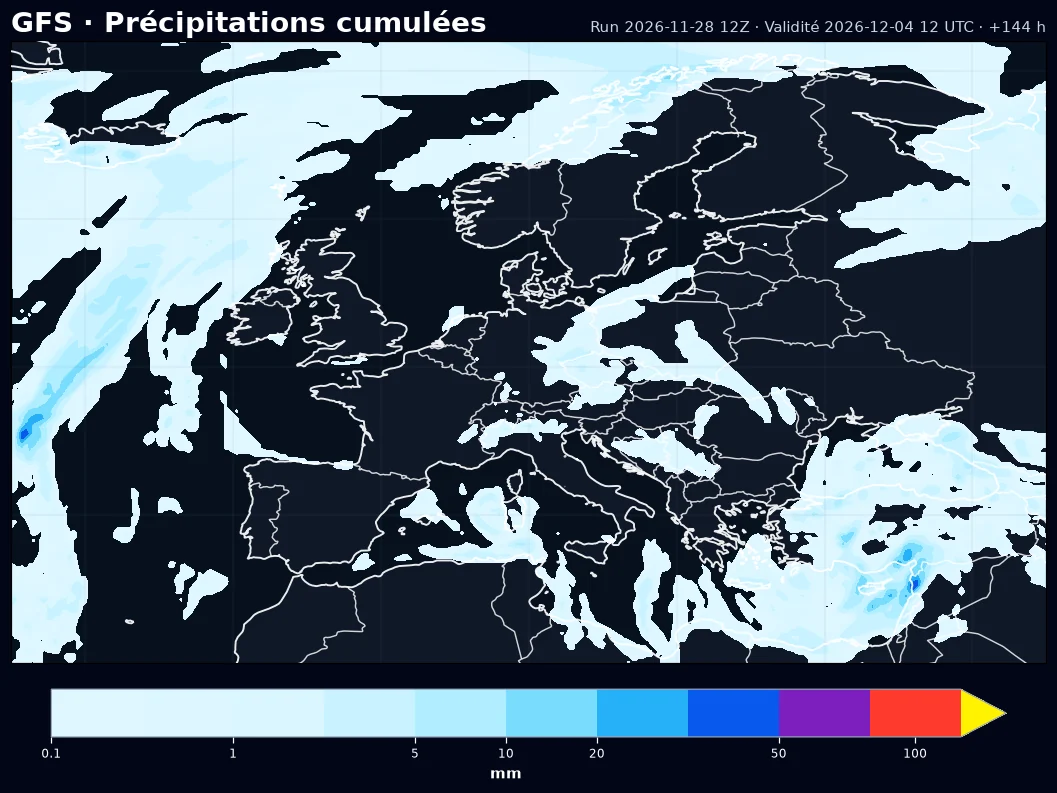 GFS · Précipitations cumulées
Run 2026-11-28 12Z · Validité 2026-12-04 12 UTC · +144 h
0.1 1 5 10 20 50 100
mm